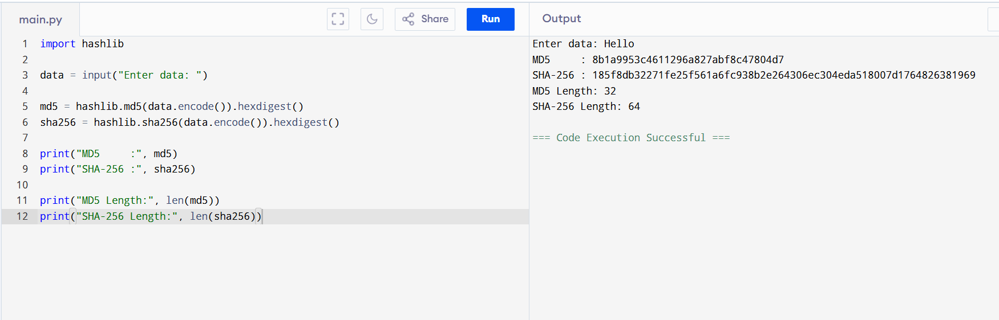 main.py
Share
Run
Output
1 import hashlib
2
3 data = input("Enter data: ")
4
5 md5 = hashlib.md5(data.encode()).hexdigest()
6 sha256 = hashlib.sha256(data.encode()).hexdigest()
7
8 print("MD5     :", md5)
9 print("SHA-256 :", sha256)
10
11 print("MD5 Length:", len(md5))
12 print("SHA-256 Length:", len(sha256))
Enter data: Hello
MD5     : 8b1a9953c4611296a827abf8c47804d7
SHA-256 : 185f8db32271fe25f561a6fc938b2e264306ec304eda518007d1764826381969
MD5 Length: 32
SHA-256 Length: 64

=== Code Execution Successful ===